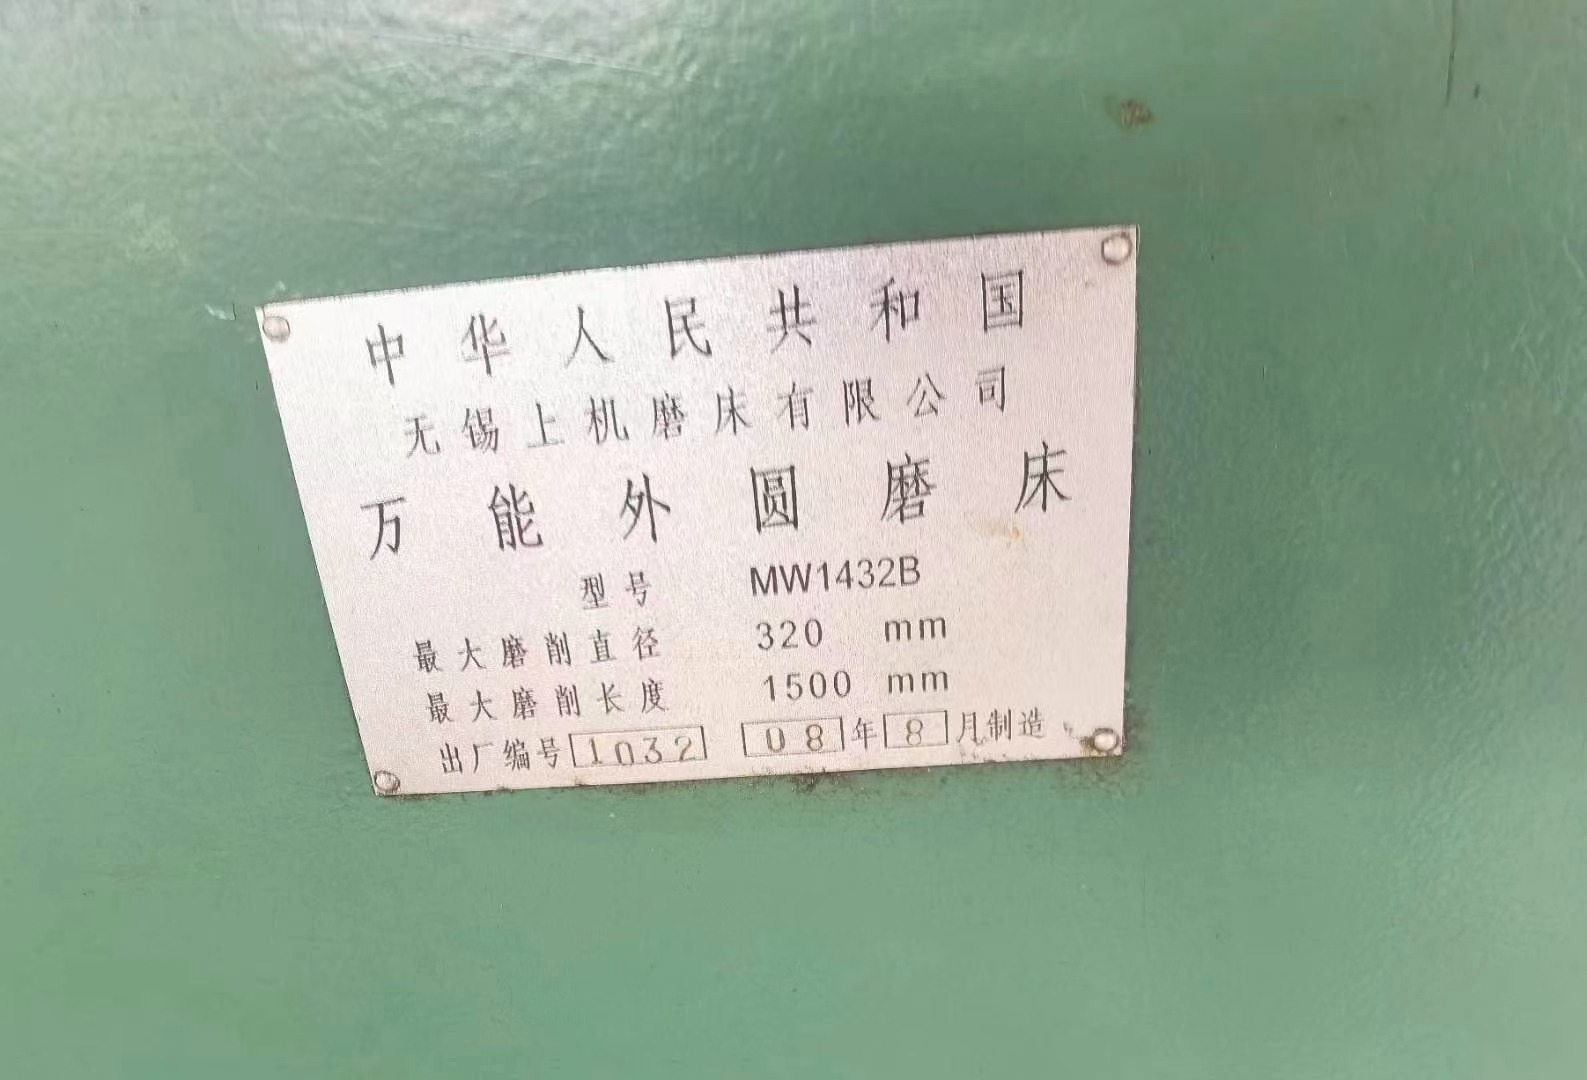 中华人民共和国
无锡上机磨床有限公司
万能外圆磨床
型号 MW1432B
最大磨削直径 320 mm
最大磨削长度 1500 mm
出厂编号 1032 08 年 8 月制造